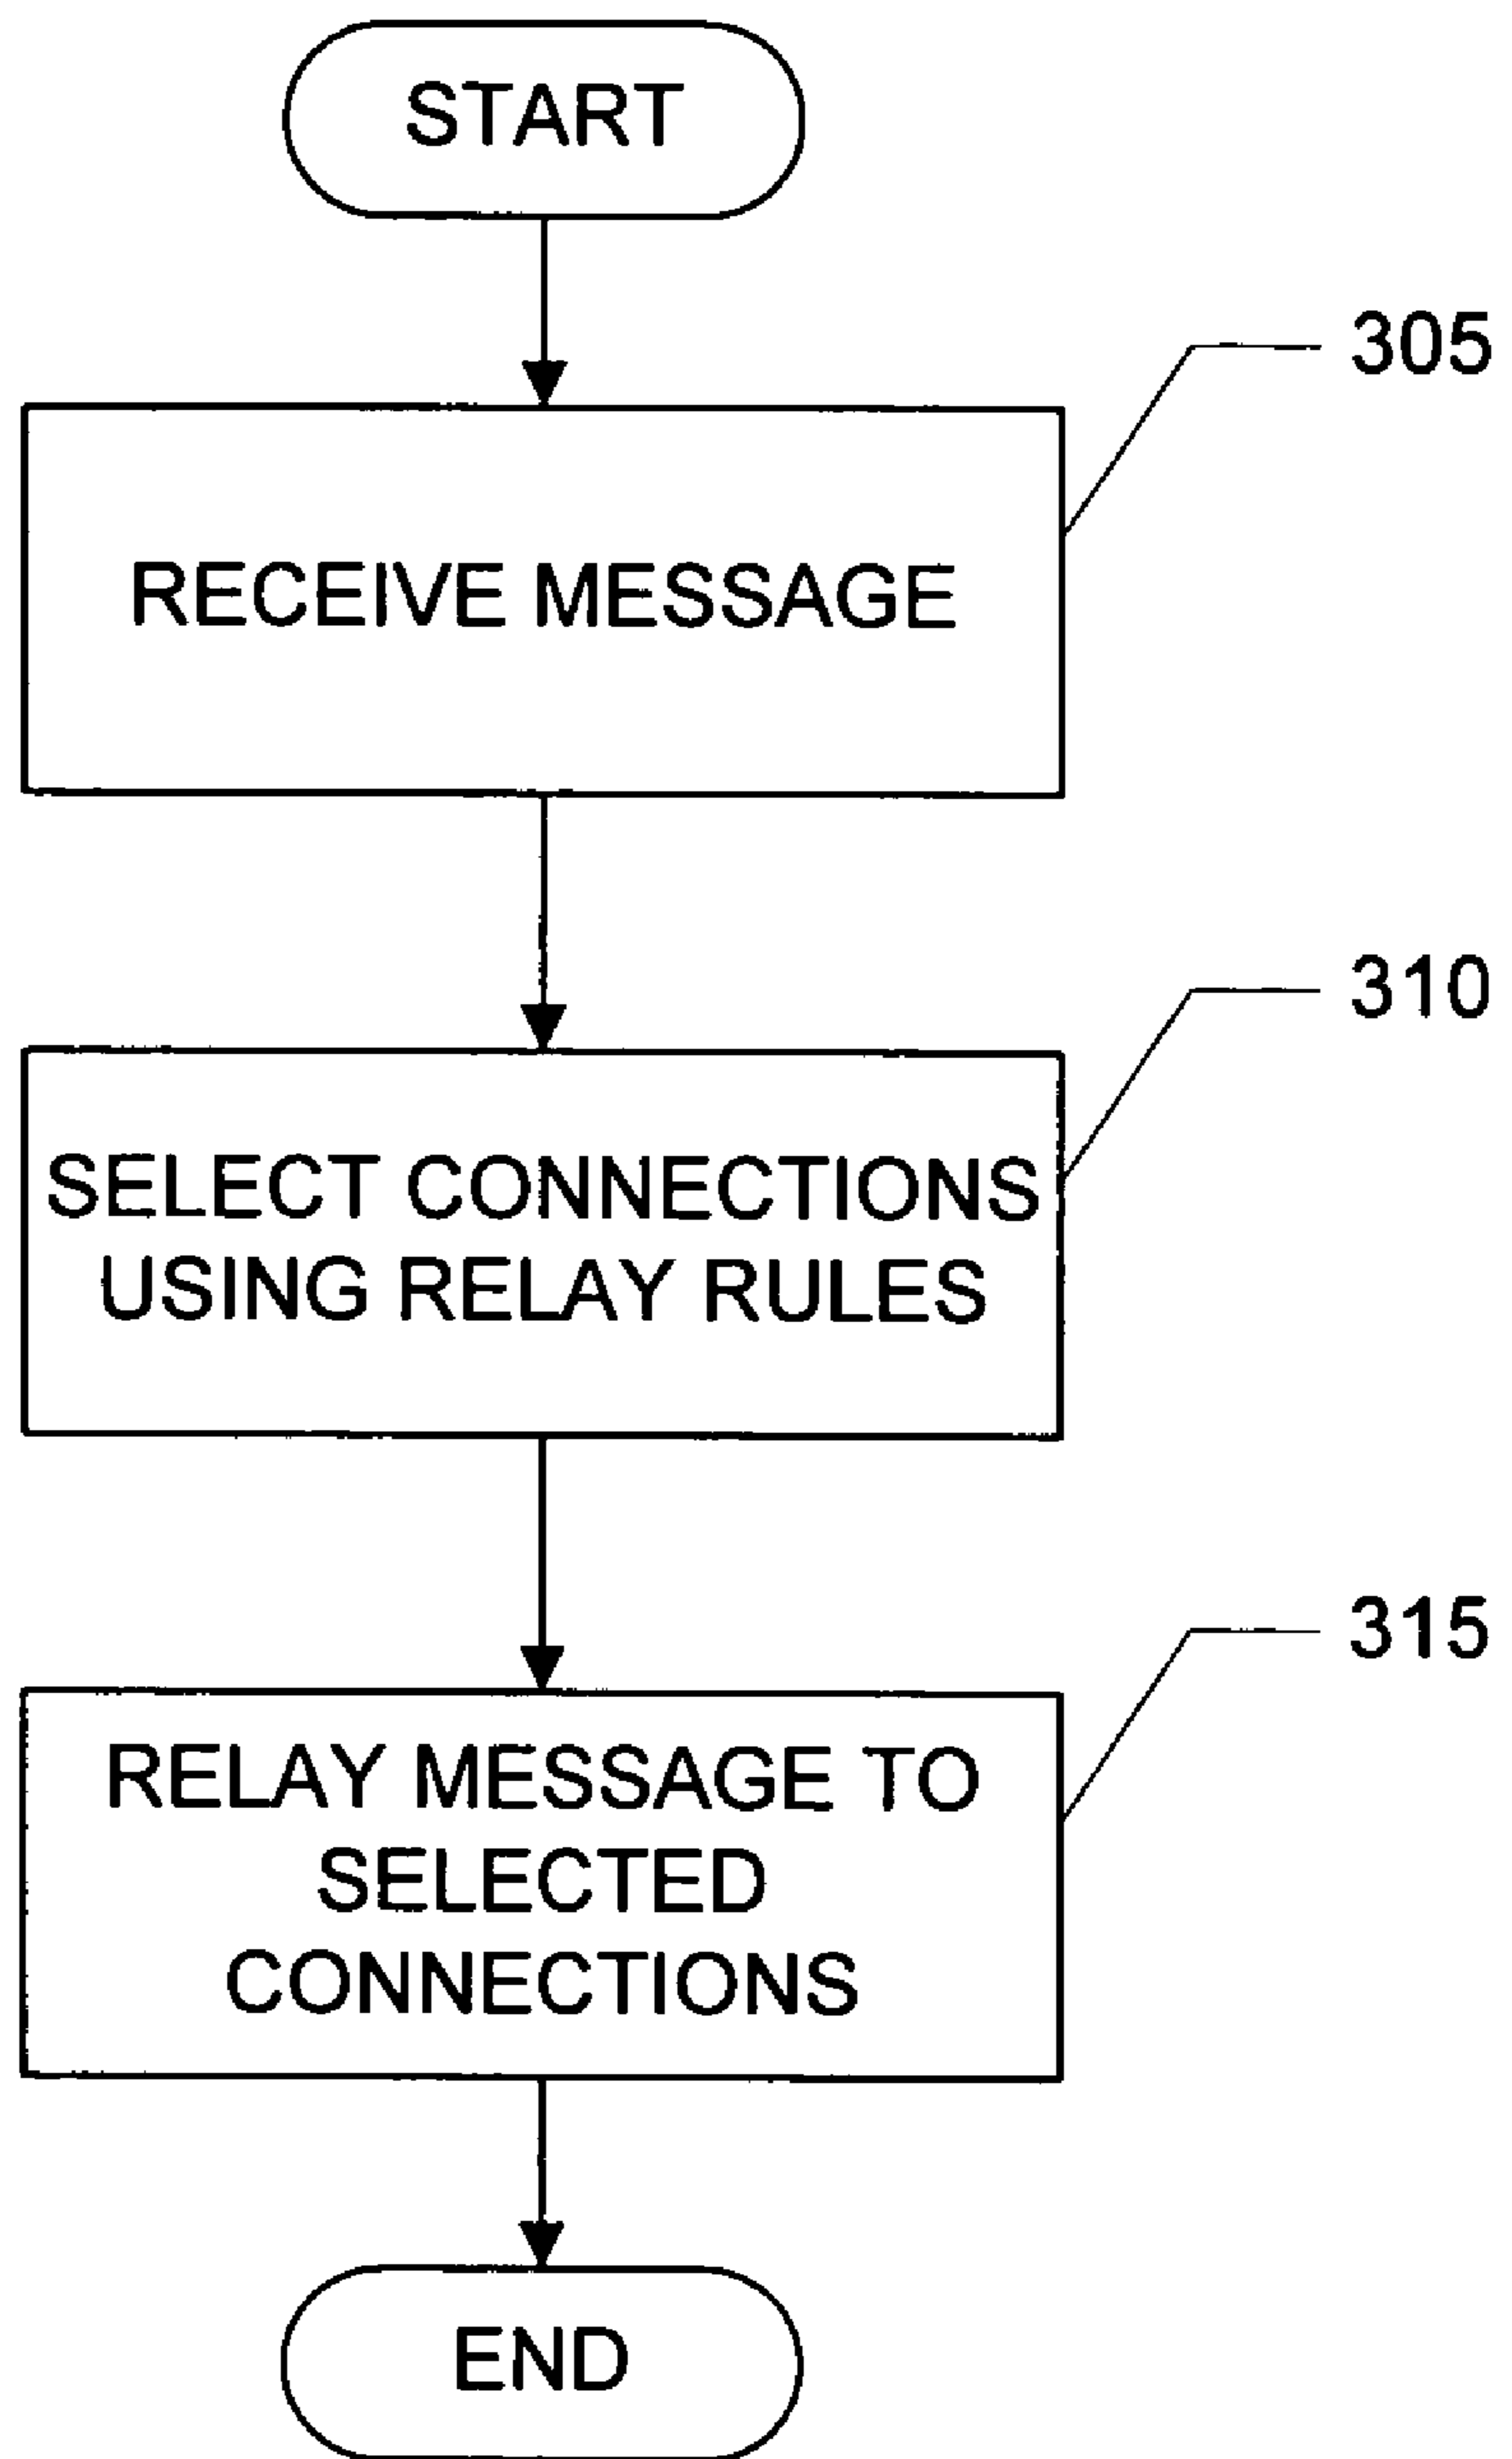 START
305
RECEIVE MESSAGE
310
SELECT CONNECTIONS
USING RELAY RULES
315
RELAY MESSAGE TO
SELECTED
CONNECTIONS
END